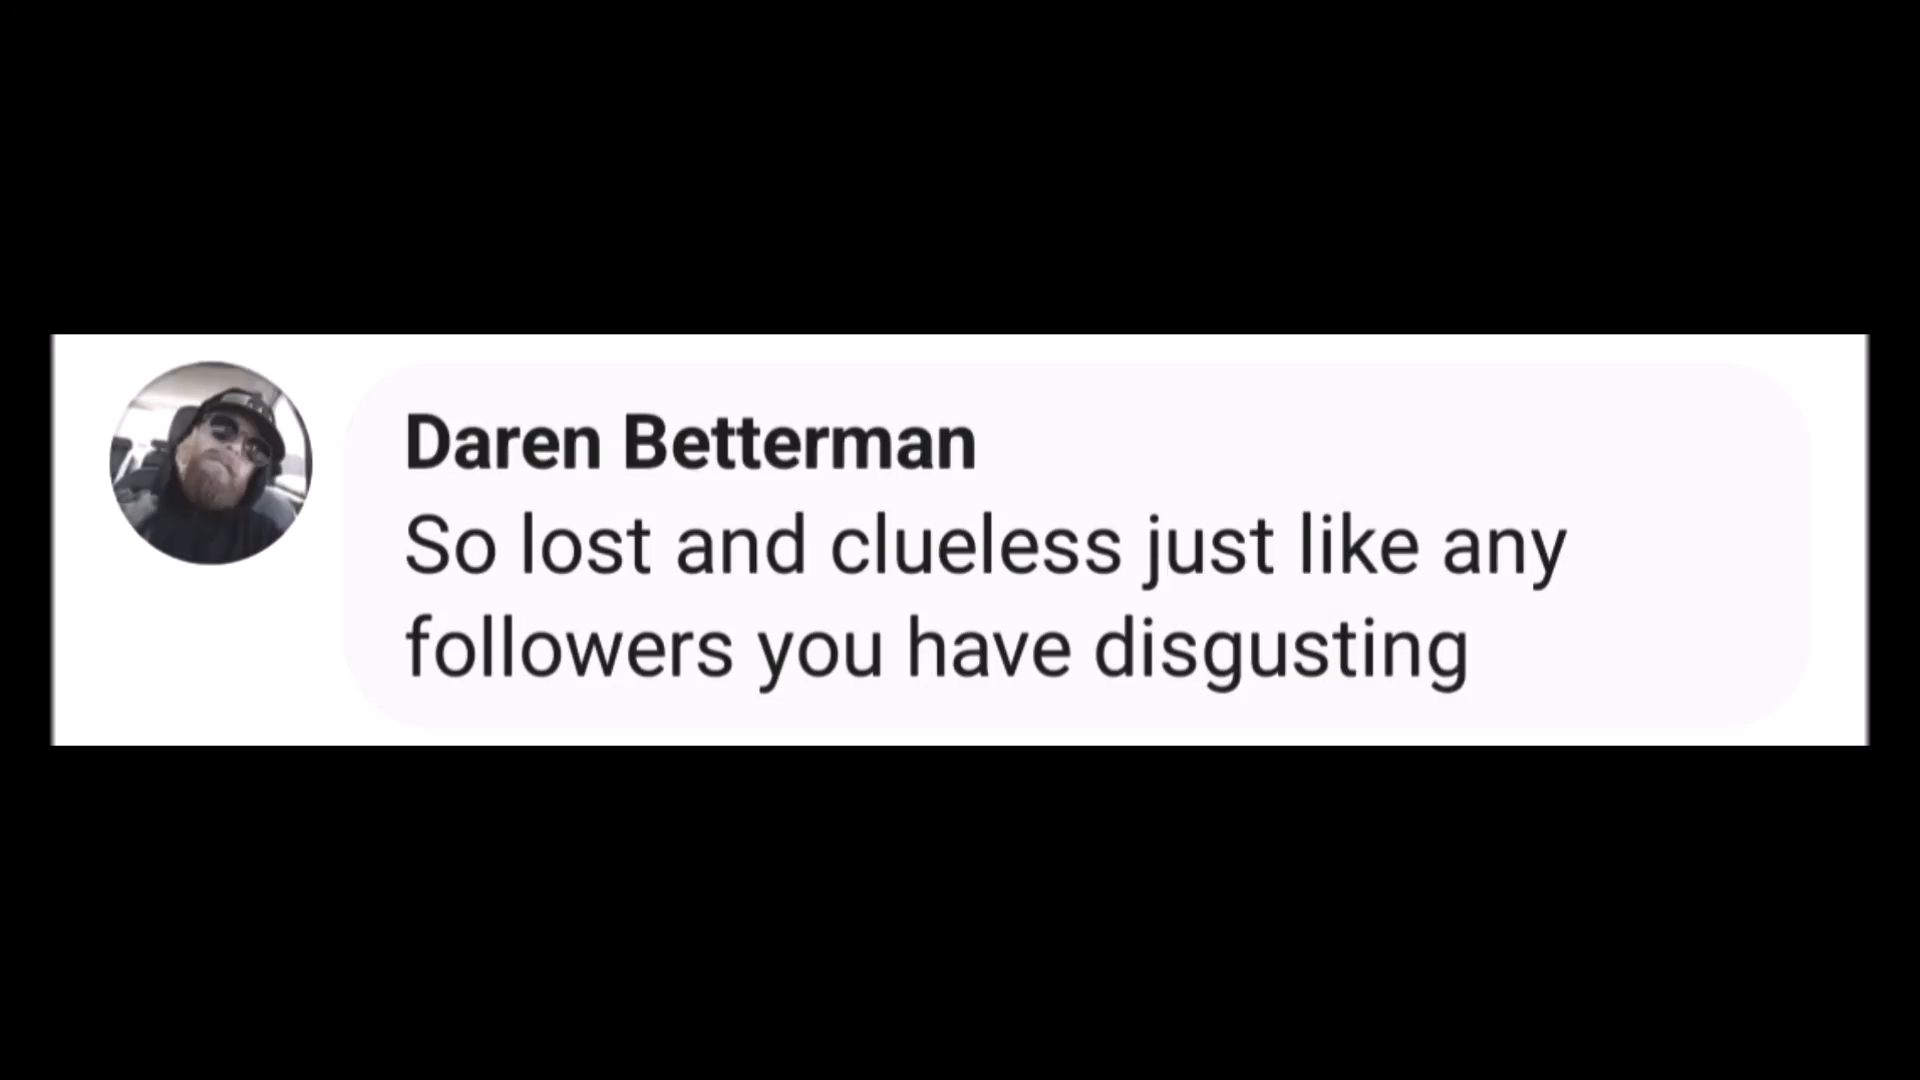 Daren Betterman
So lost and clueless just like any
followers you have disgusting